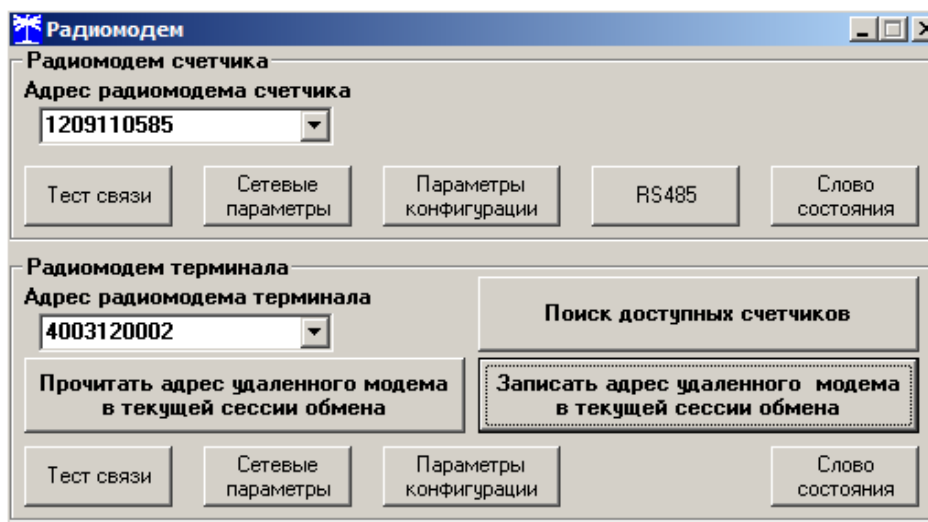 Радиомодем
Радиомодем счетчика
Адрес радиомодема счетчика
1209110585
Тест связи
Сетевые
параметры
Параметры
конфигурации
RS485
Слово
состояния
Радиомодем терминала
Адрес радиомодема терминала
4003120002
Поиск доступных счетчиков
Прочитать адрес удаленного модема
в текущей сессии обмена
Записать адрес удаленного модема
в текущей сессии обмена
Тест связи
Сетевые
параметры
Параметры
конфигурации
Слово
состояния